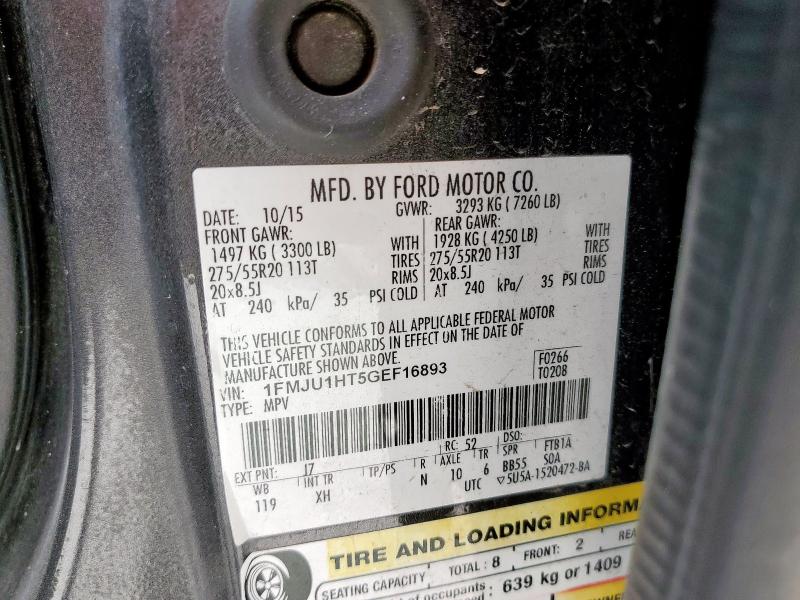 MFD. BY FORD MOTOR CO.
DATE: 10/15 GVWR: 3293 KG ( 7260 LB)
FRONT GAWR: REAR GAWR:
1497 KG ( 3300 LB) WITH 1928 KG ( 4250 LB) WITH
275/55R20 113T TIRES 275/55R20 113T TIRES
20x8.5J RIMS 20x8.5J RIMS
AT 240 kPa/ 35 PSI COLD AT 240 kPa/ 35 PSI COLD
THIS VEHICLE CONFORMS TO ALL APPLICABLE FEDERAL MOTOR
VEHICLE SAFETY STANDARDS IN EFFECT ON THE DATE OF
MANUFACTURE SHOWN ABOVE. F0266
VIN: 1FMJU1HT5GEF16893 T0208
TYPE: MPV
RC: 52 DSO:
EXT PNT: J7 R AXLE TR SPR FTB1A
WB INT TR TP/PS N 10 6 BB55 SOA
119 XH UTC ▽5U5A-1520472-BA
TIRE AND LOADING INFORM
SEATING CAPACITY TOTAL : 8 FRONT: 2 REA
of occupants : 639 kg or 1409